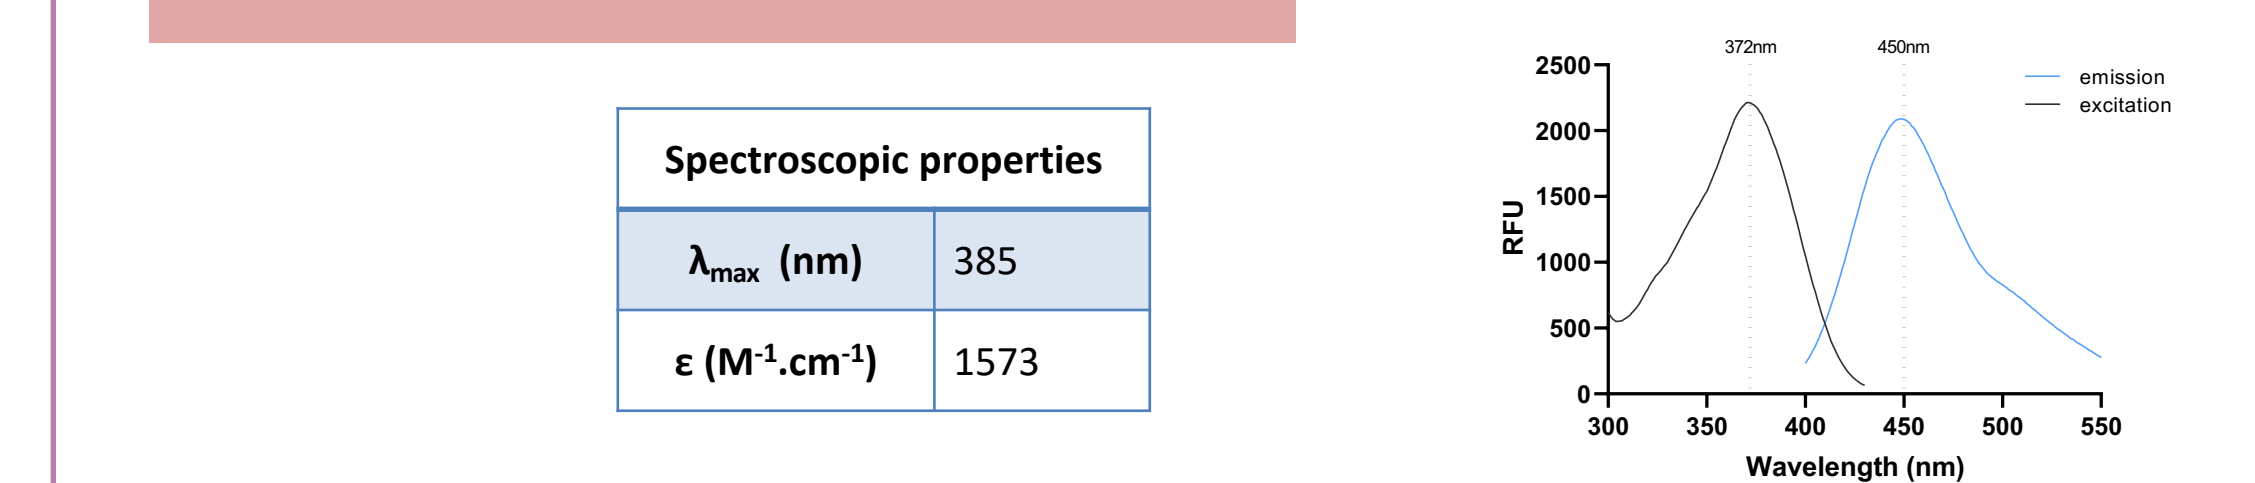 Spectroscopic properties
λmax (nm) 385
ε (M-1.cm-1) 1573
372nm 450nm
emission
excitation
2500
2000
1500
1000
500
0
RFU
300 350 400 450 500 550
Wavelength (nm)